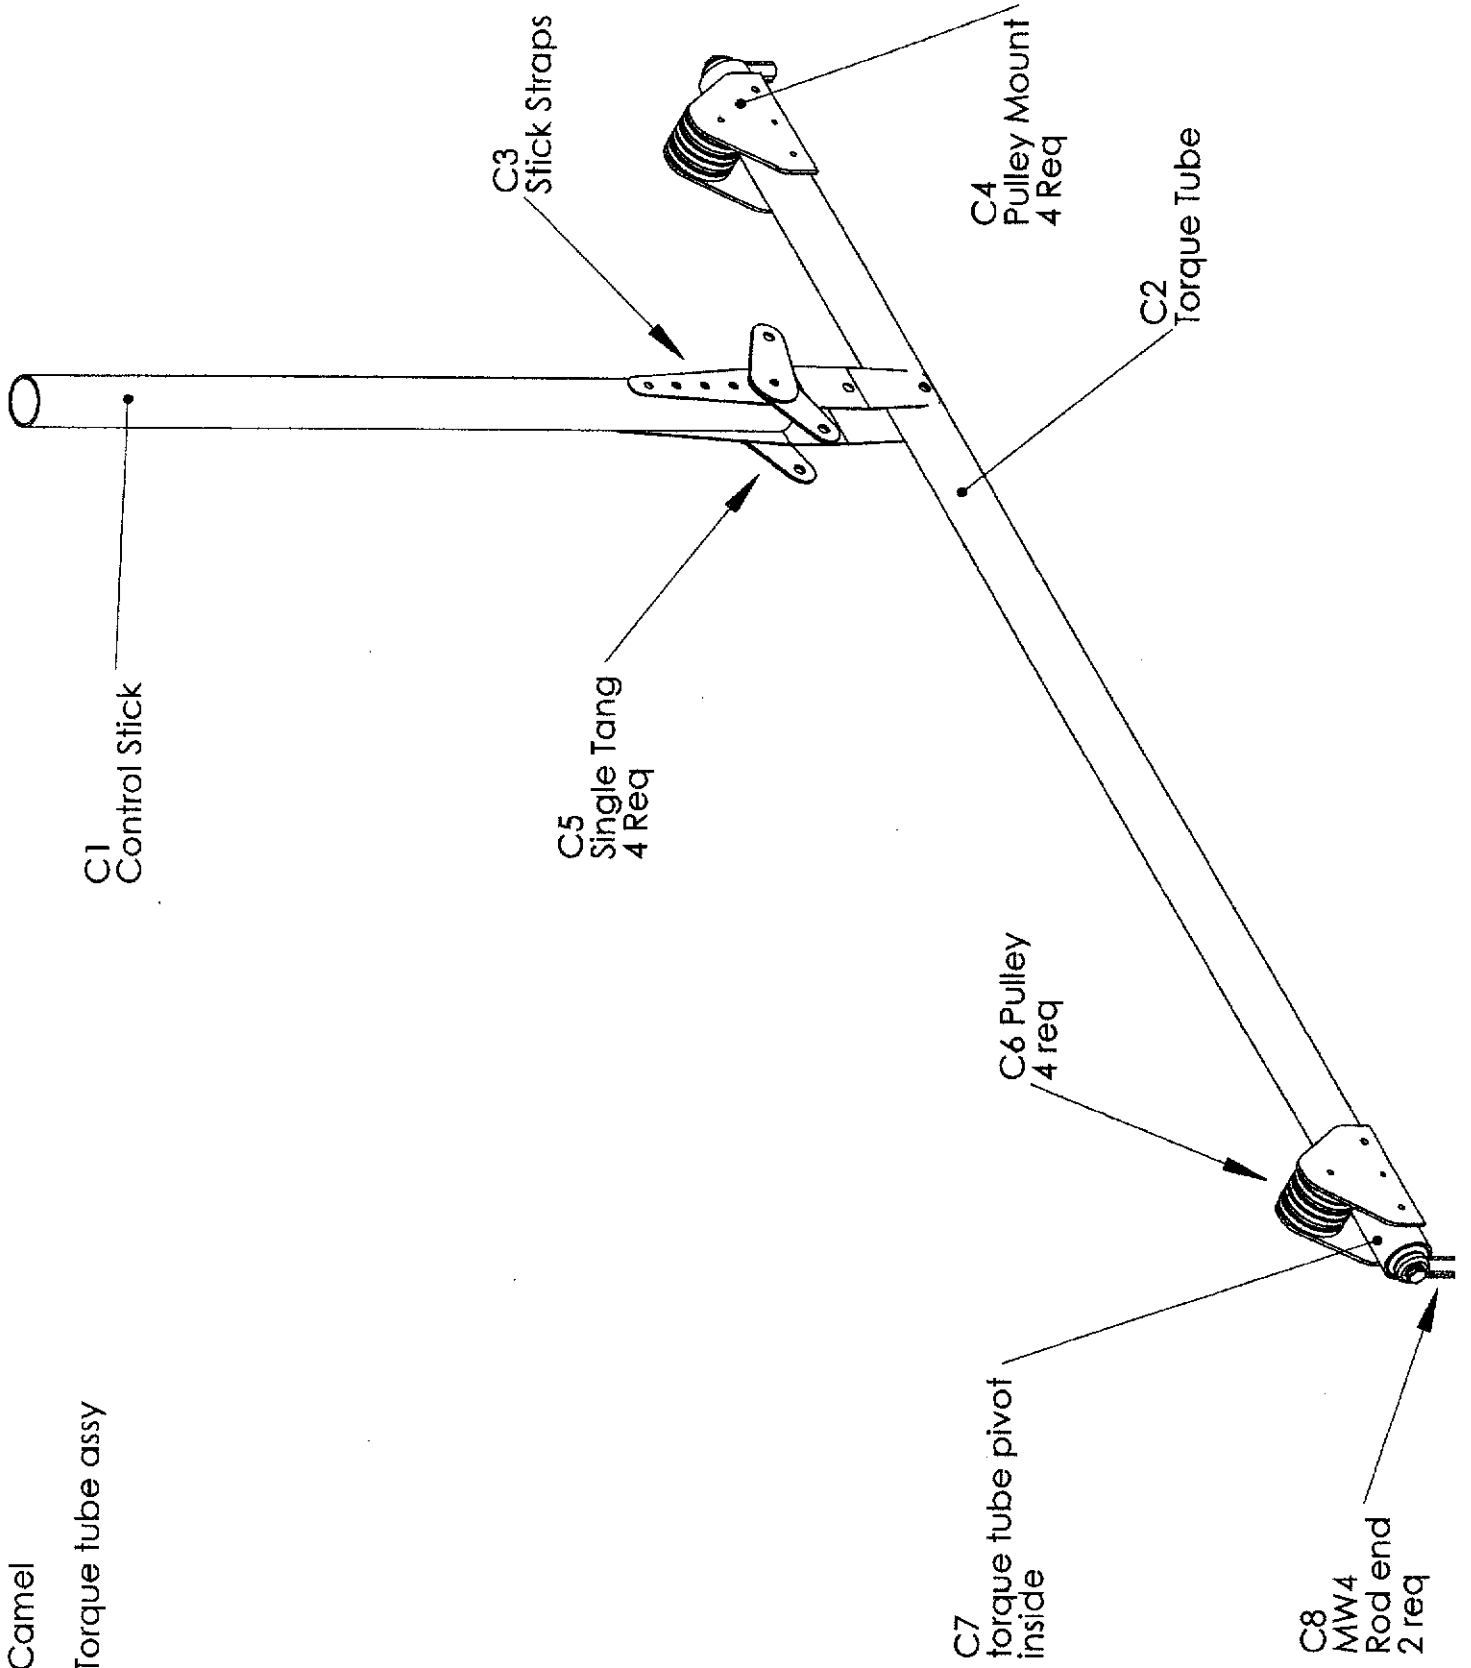 Camel
Torque tube assy
C1
Control Stick
C5
Single Tang
4 Req
C3
Stick Straps
C4
Pulley Mount
4 Req
C2
Torque Tube
C6 Pulley
4 req
C7
torque tube pivot
inside
C8
MW4
Rod end
2 req